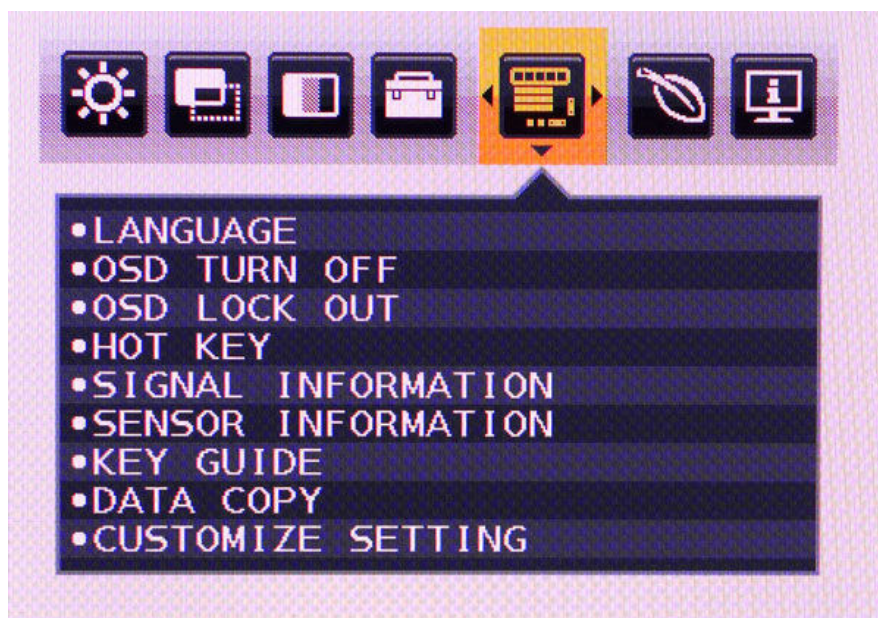 •LANGUAGE
•OSD TURN OFF
•OSD LOCK OUT
•HOT KEY
•SIGNAL INFORMATION
•SENSOR INFORMATION
•KEY GUIDE
•DATA COPY
•CUSTOMIZE SETTING